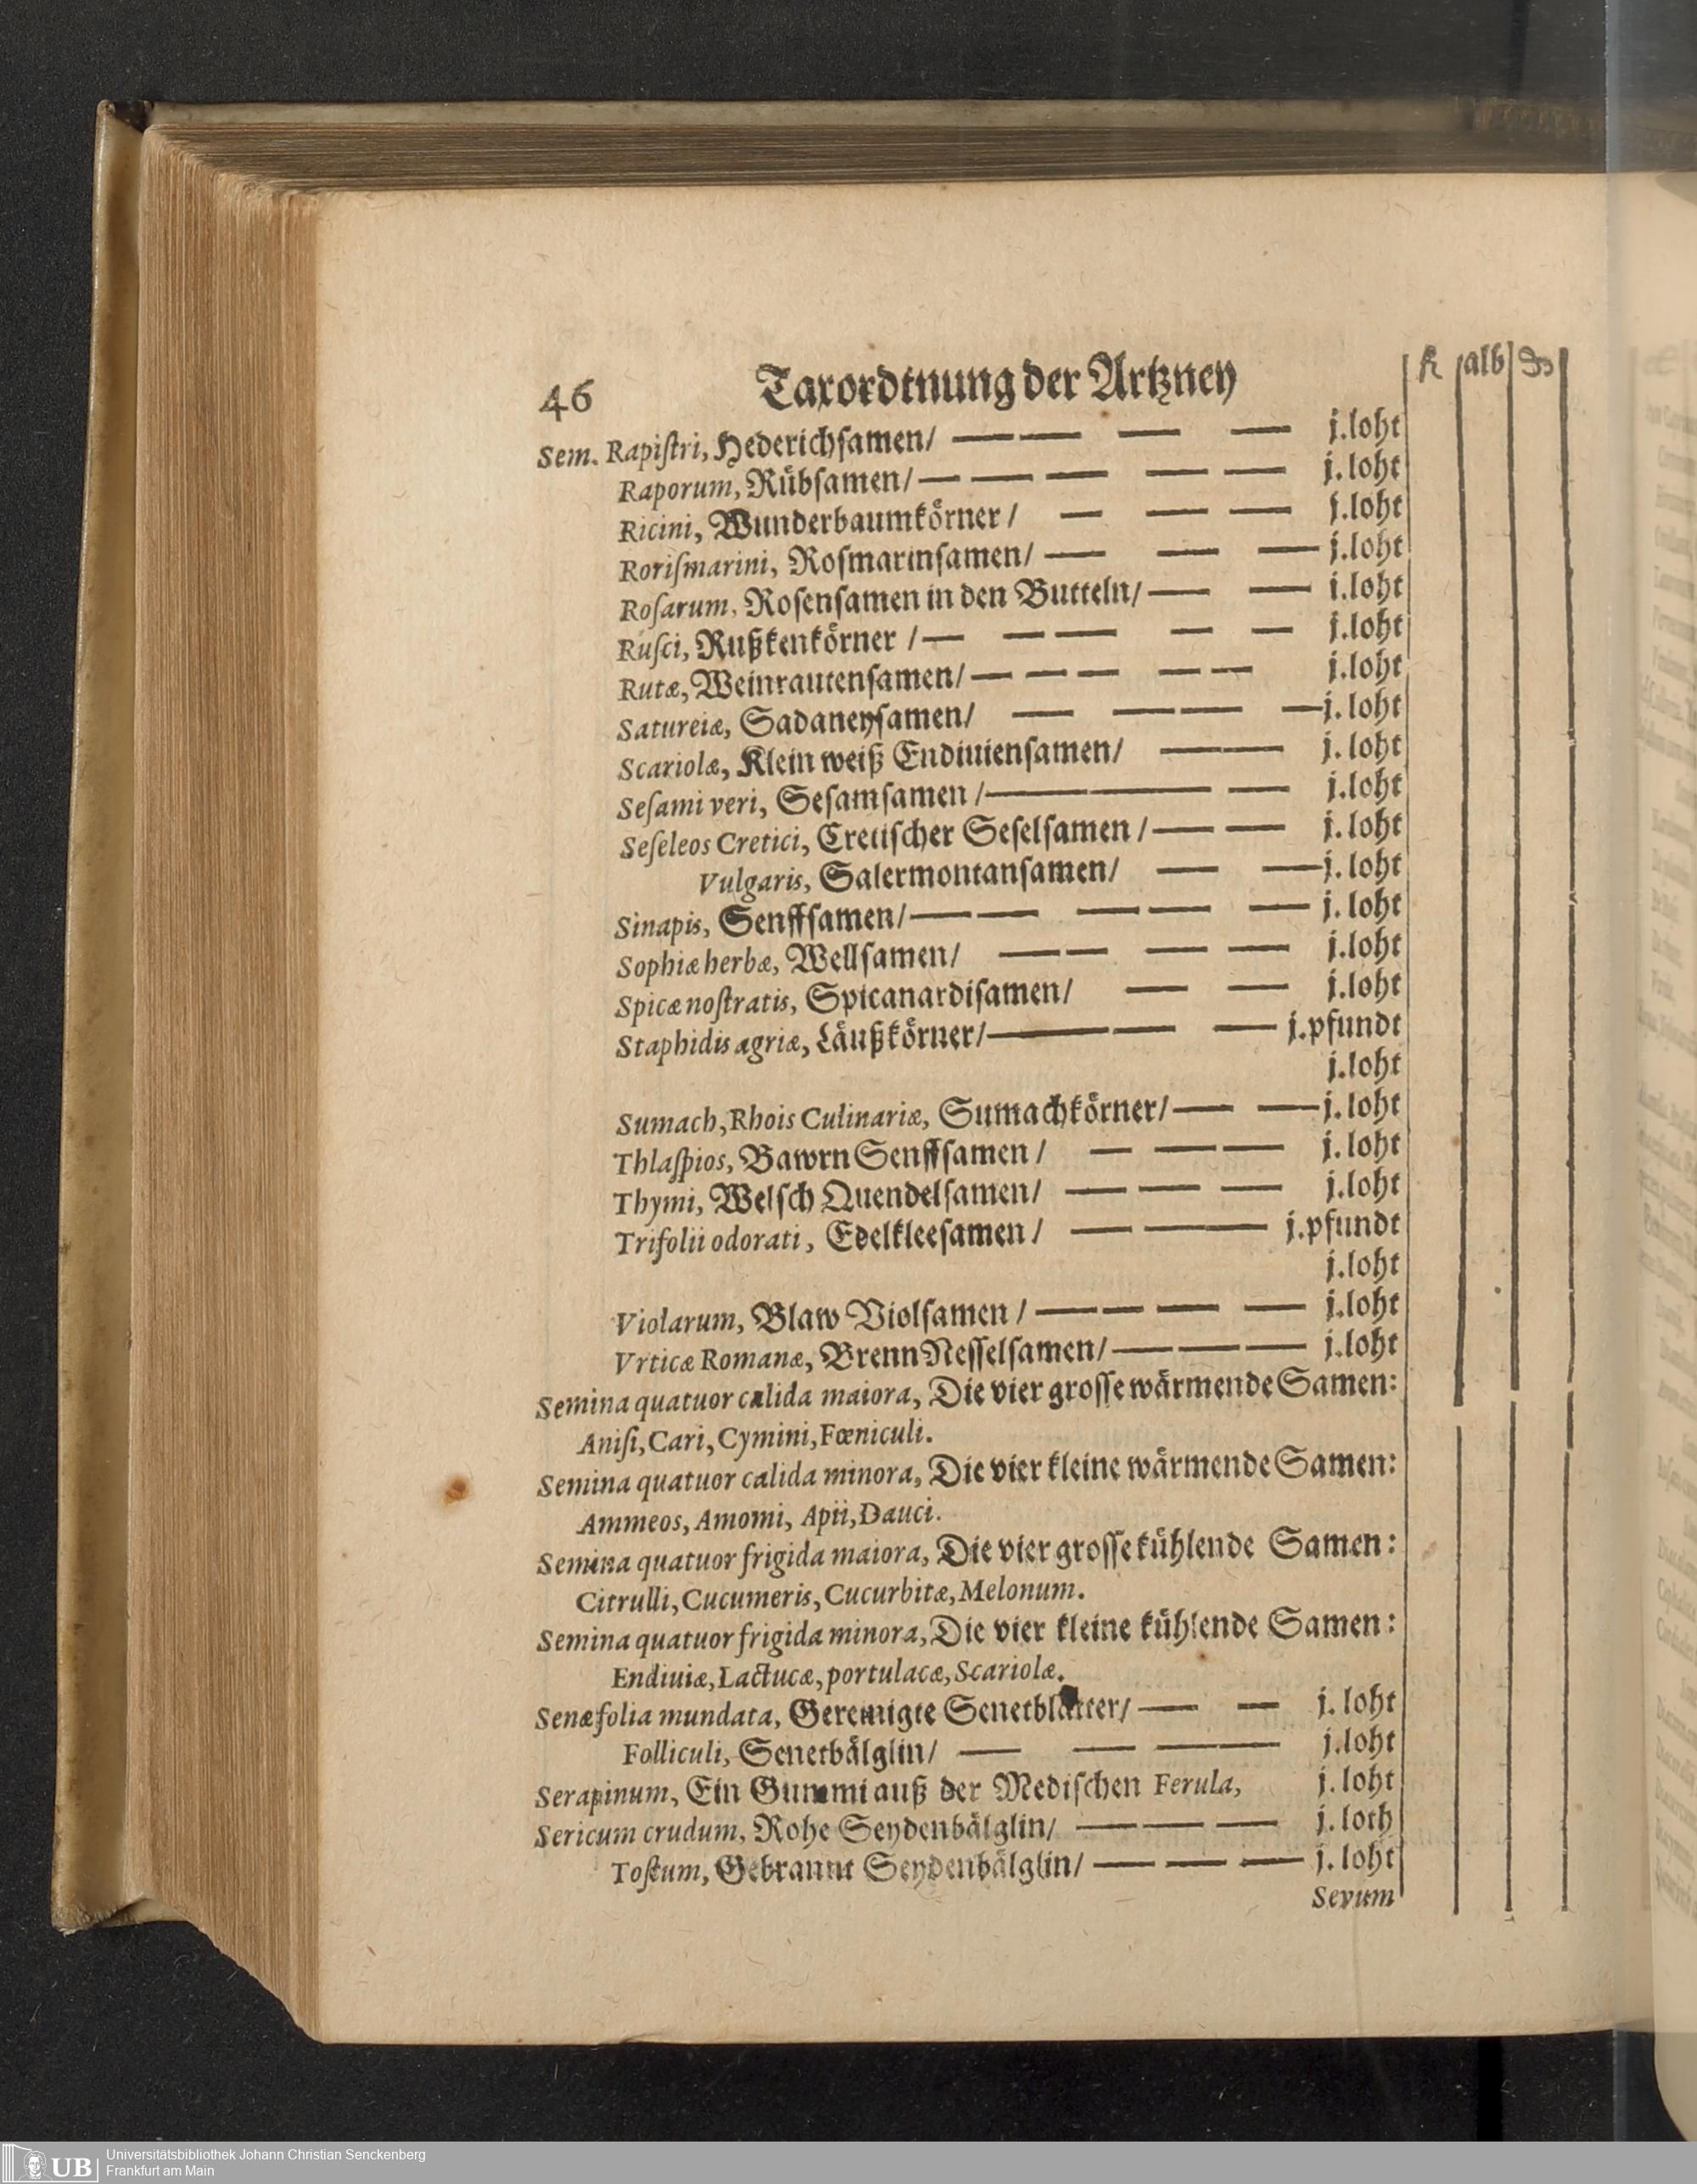 46 Taxordtnung der Artzney
alb
Sem. Rapiſtri, Hederichſamen/ — — — — j.loht
Raporum, Rübſamen/ — — — — — j.loht
Ricini, Wunderbaumkörner / — — — j.loht
Roriſmarini, Roſmarinſamen/ — — — j.loht
Roſarum, Roſenſamen in den Butteln/ — — j.loht
Ruſci, Rußkenkörner / — — — — — j.loht
Rutæ, Weinrautenſamen/ — — — — — j.loht
Satureiæ, Sadaneyſamen/ — — — — j.loht
Scariolæ, Klein weiß Endiuienſamen/ — — j.loht
Seſami veri, Seſamſamen / — — — j.loht
Seſeleos Cretici, Cretiſcher Seſelſamen / — — j.loht
Vulgaris, Salermontanſamen/ — — j.loht
Sinapis, Senffſamen/ — — — — — j.loht
Sophiæ herbæ, Wellſamen/ — — — — j.loht
Spicæ noſtratis, Spicanardiſamen/ — — j.loht
Staphidis agriæ, Läußkörner/ — — — j.pfundt
j.loht
Sumach, Rhois Culinariæ, Sumachkörner/ — — j.loht
Thlaſpios, Bawrn Senffſamen / — — — j.loht
Thymi, Welſch Quendelſamen/ — — — j.loht
Trifolii odorati, Edelkleeſamen / — — — j.pfundt
j.loht
Violarum, Blaw Violſamen / — — — — j.loht
Vrticæ Romanæ, Brenn Neſſelſamen/ — — — j.loht
Semina quatuor calida maiora, Die vier groſſe wärmende Samen:
Aniſi, Cari, Cymini, Fœniculi.
Semina quatuor calida minora, Die vier kleine wärmende Samen:
Ammeos, Amomi, Apii, Dauci.
Semina quatuor frigida maiora, Die vier groſſe kühlende Samen:
Citrulli, Cucumeris, Cucurbitæ, Melonum.
Semina quatuor frigida minora, Die vier kleine kühlende Samen:
Endiuiæ, Lactucæ, portulacæ, Scariolæ.
Senæ folia mundata, Gereinigte Senetblätter/ — — j.loht
Folliculi, Senetbälglin/ — — — — j.loht
Serapinum, Ein Gummi auß der Mediſchen Ferula, j.loht
Sericum crudum, Rohe Seydenbälglin/ — — — j.loth
Toſtum, Gebrannt Seydenbälglin/ — — — j.loht
Sevum
UB Universitätsbibliothek Johann Christian Senckenberg
Frankfurt am Main